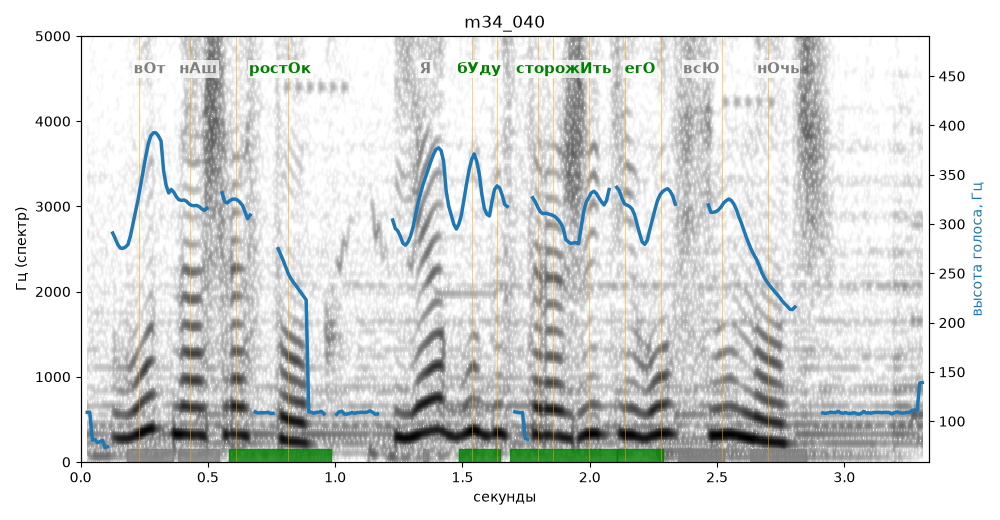 m34_040
5000
4000
3000
2000
1000
0
Гц (спектр)
вОт нАш ростОк Я бУду сторожИть егО всЮ нОчь
450
400
350
300
250
200
150
100
высота голоса, Гц
0.0 0.5 1.0 1.5 2.0 2.5 3.0
секунды